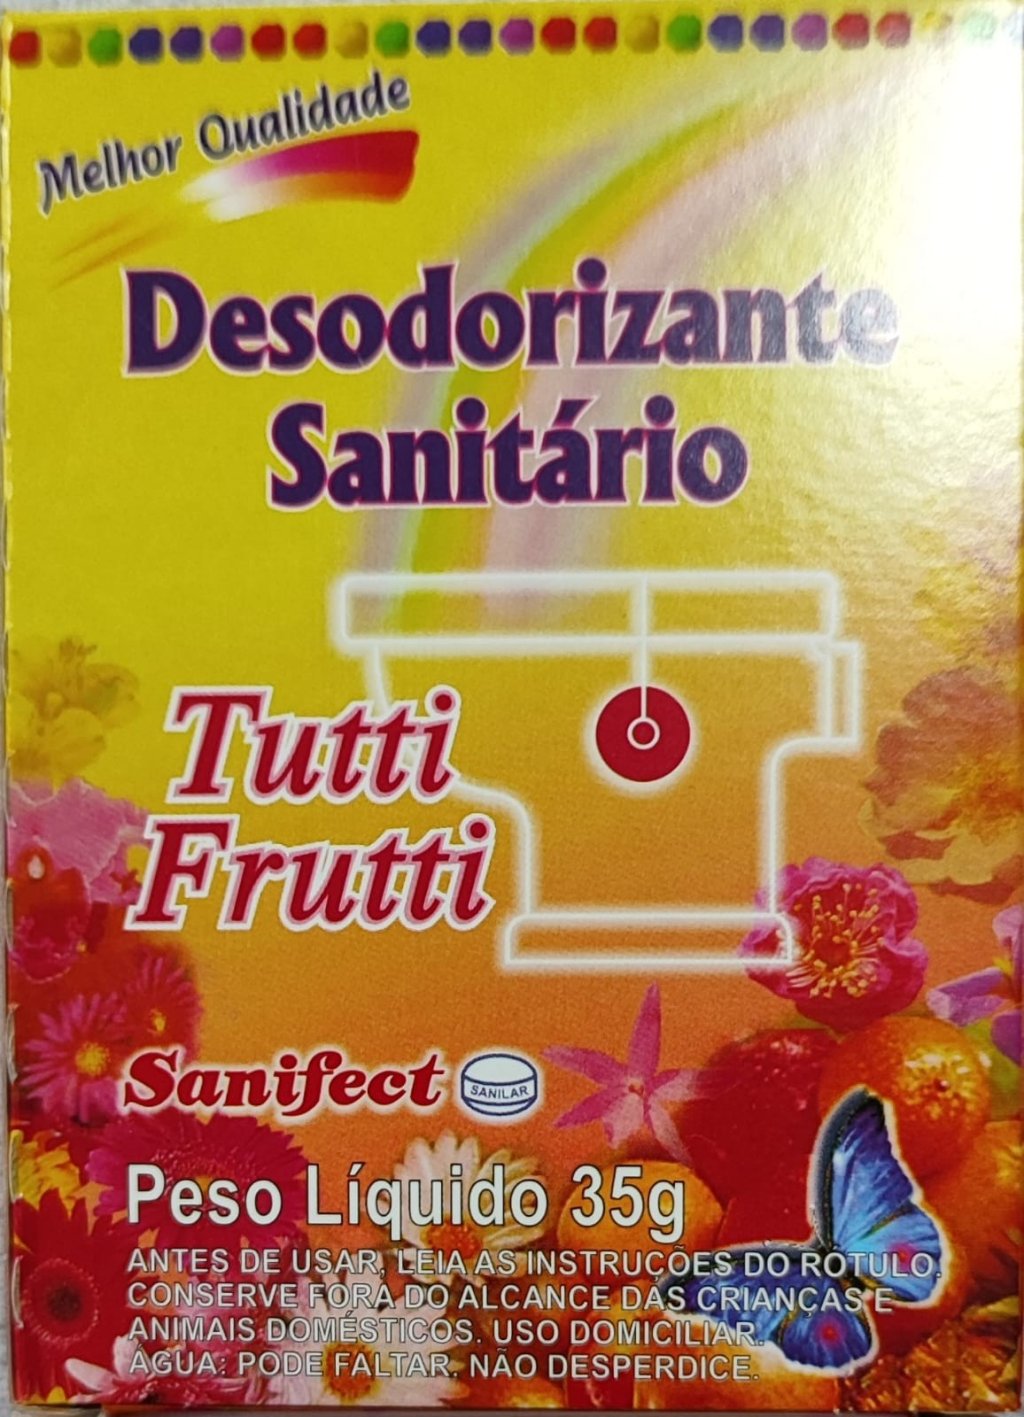 Melhor Qualidade
Desodorizante
Sanitário
Tutti
Frutti
Sanifect
SANILAR
Peso Líquido 35g
ANTES DE USAR, LEIA AS INSTRUÇÕES DO RÓTULO.
CONSERVE FORA DO ALCANCE DAS CRIANÇAS E
ANIMAIS DOMÉSTICOS. USO DOMICILIAR.
ÁGUA: PODE FALTAR. NÃO DESPERDICE.